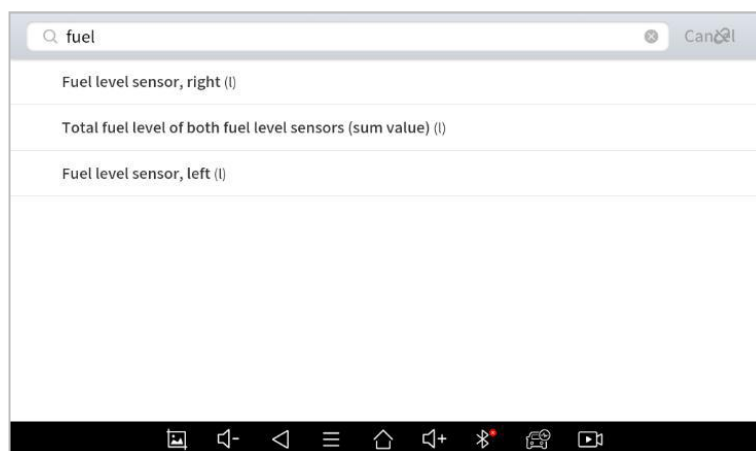 fuel
Cancel
Fuel level sensor, right (l)
Total fuel level of both fuel level sensors (sum value) (l)
Fuel level sensor, left (l)